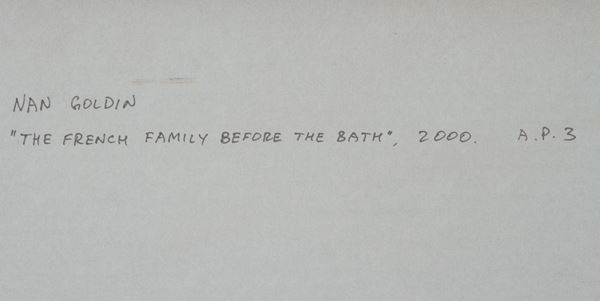 NAN GOLDIN
"THE FRENCH FAMILY BEFORE THE BATH", 2000. A.P. 3